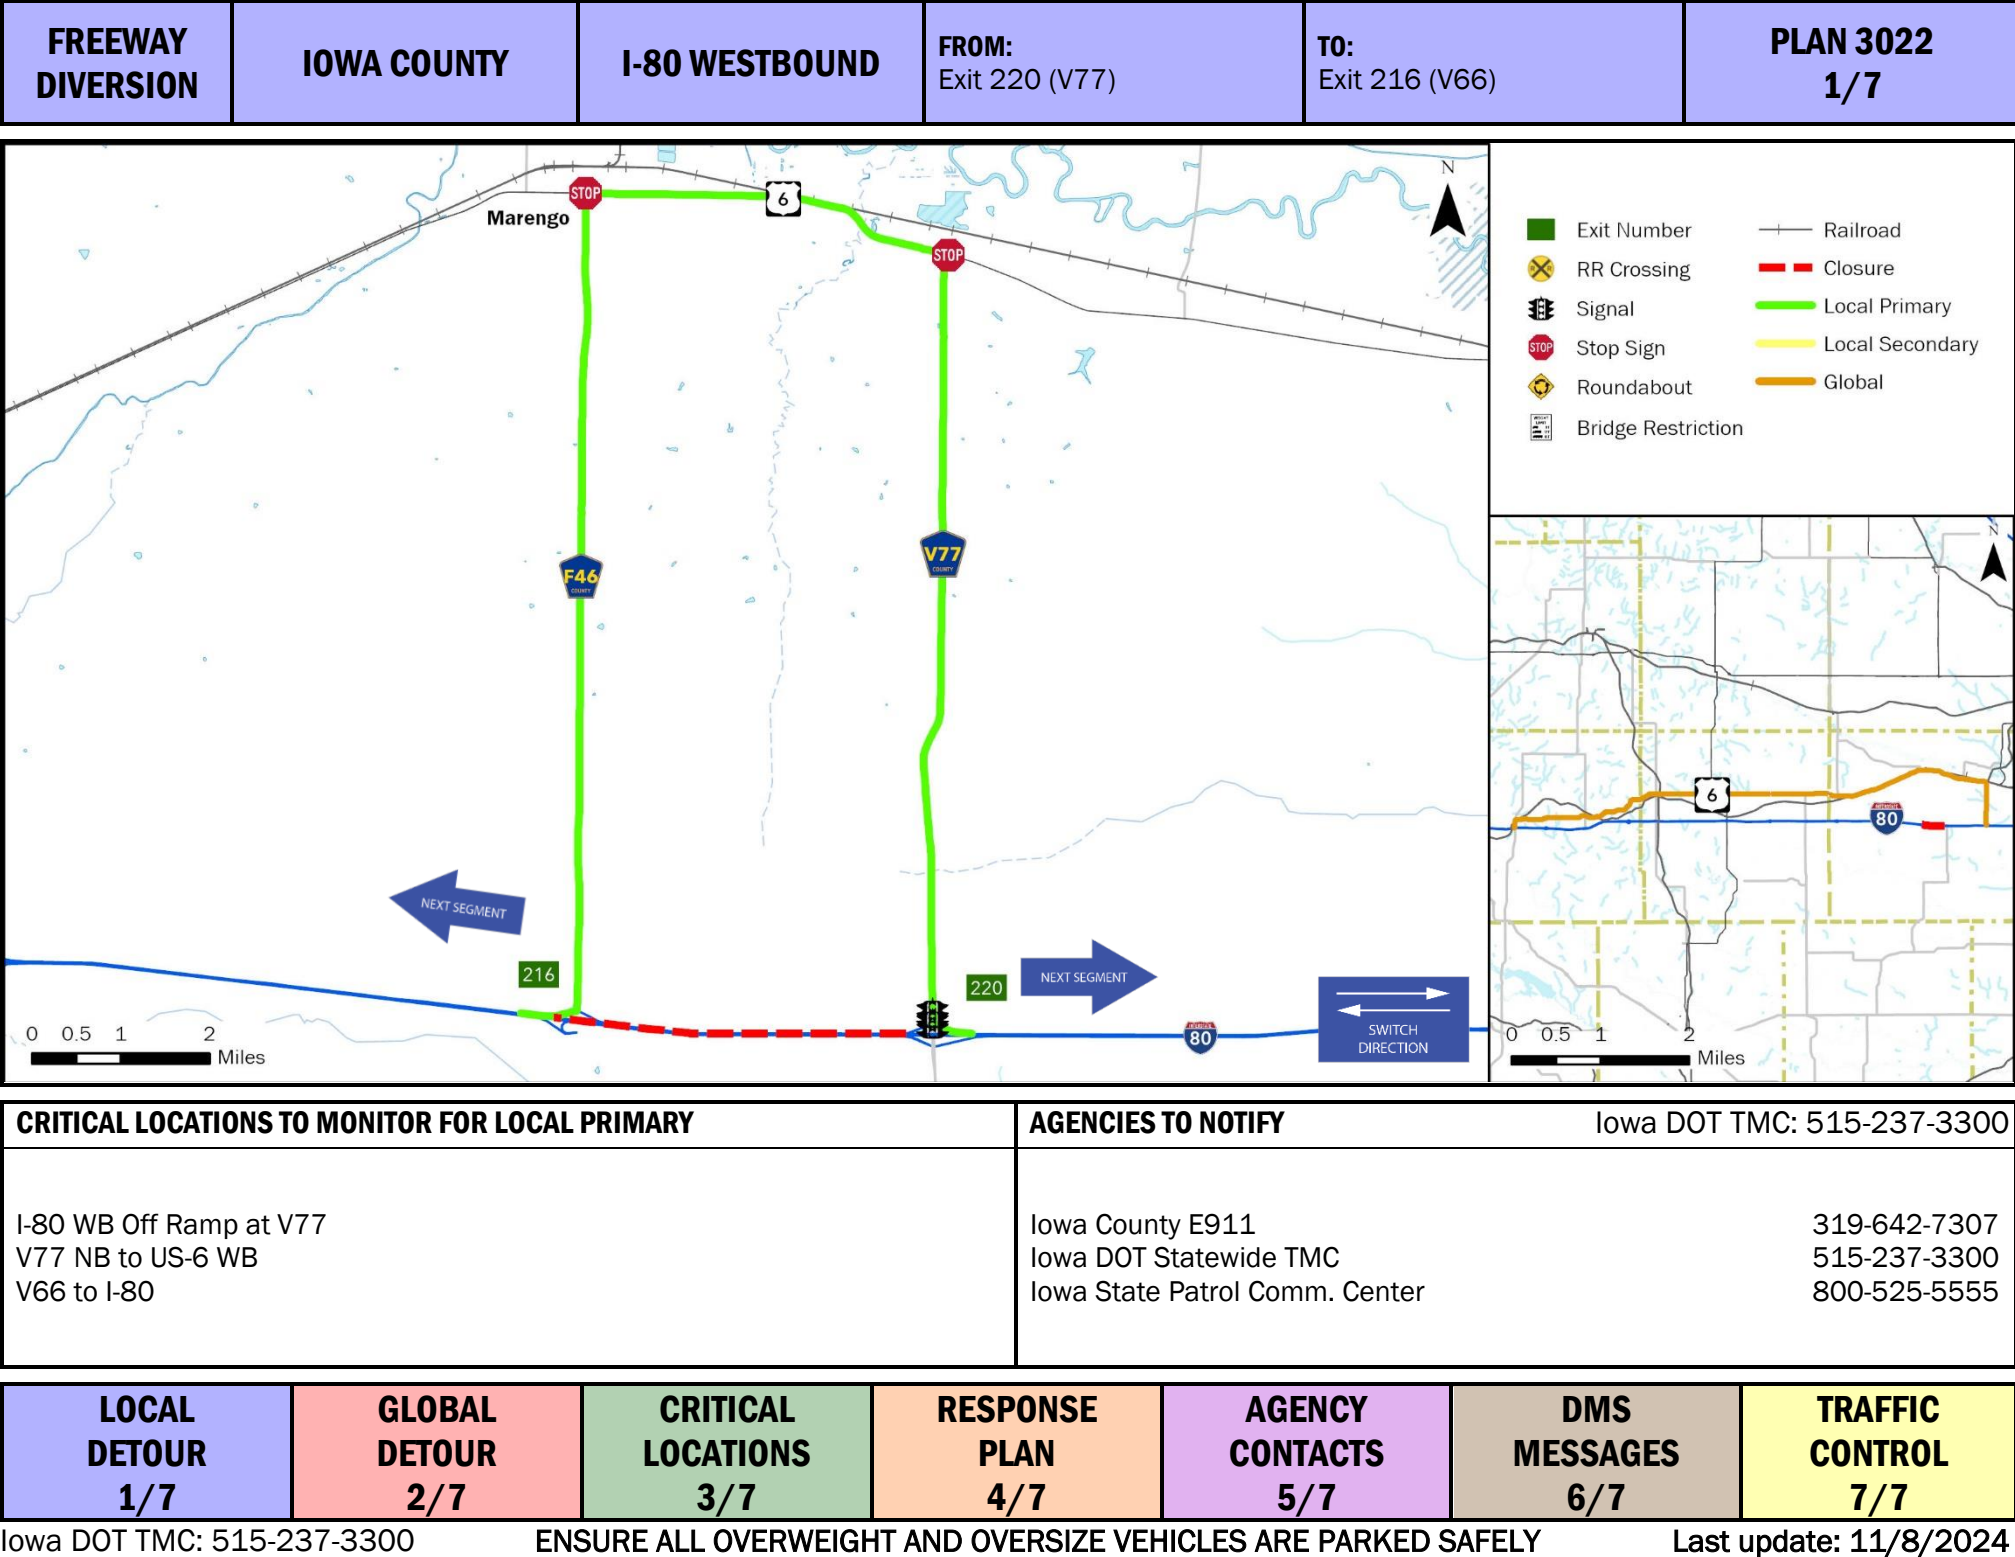 FREEWAY
DIVERSION
IOWA COUNTY
I-80 WESTBOUND
FROM:
Exit 220 (V77)
TO:
Exit 216 (V66)
PLAN 3022
1/7
STOP
Marengo
6
STOP
N
F46
COUNTY
V77
COUNTY
NEXT SEGMENT
216
220
NEXT SEGMENT
80
SWITCH
DIRECTION
0 0.5 1 2
Miles
Exit Number
RR Crossing
Signal
STOP
Stop Sign
Roundabout
Bridge Restriction
Railroad
Closure
Local Primary
Local Secondary
Global
N
6
80
0 0.5 1 2
Miles
CRITICAL LOCATIONS TO MONITOR FOR LOCAL PRIMARY
I-80 WB Off Ramp at V77
V77 NB to US-6 WB
V66 to I-80
AGENCIES TO NOTIFY Iowa DOT TMC: 515-237-3300
Iowa County E911 319-642-7307
Iowa DOT Statewide TMC 515-237-3300
Iowa State Patrol Comm. Center 800-525-5555
LOCAL
DETOUR
1/7
GLOBAL
DETOUR
2/7
CRITICAL
LOCATIONS
3/7
RESPONSE
PLAN
4/7
AGENCY
CONTACTS
5/7
DMS
MESSAGES
6/7
TRAFFIC
CONTROL
7/7
Iowa DOT TMC: 515-237-3300 ENSURE ALL OVERWEIGHT AND OVERSIZE VEHICLES ARE PARKED SAFELY Last update: 11/8/2024